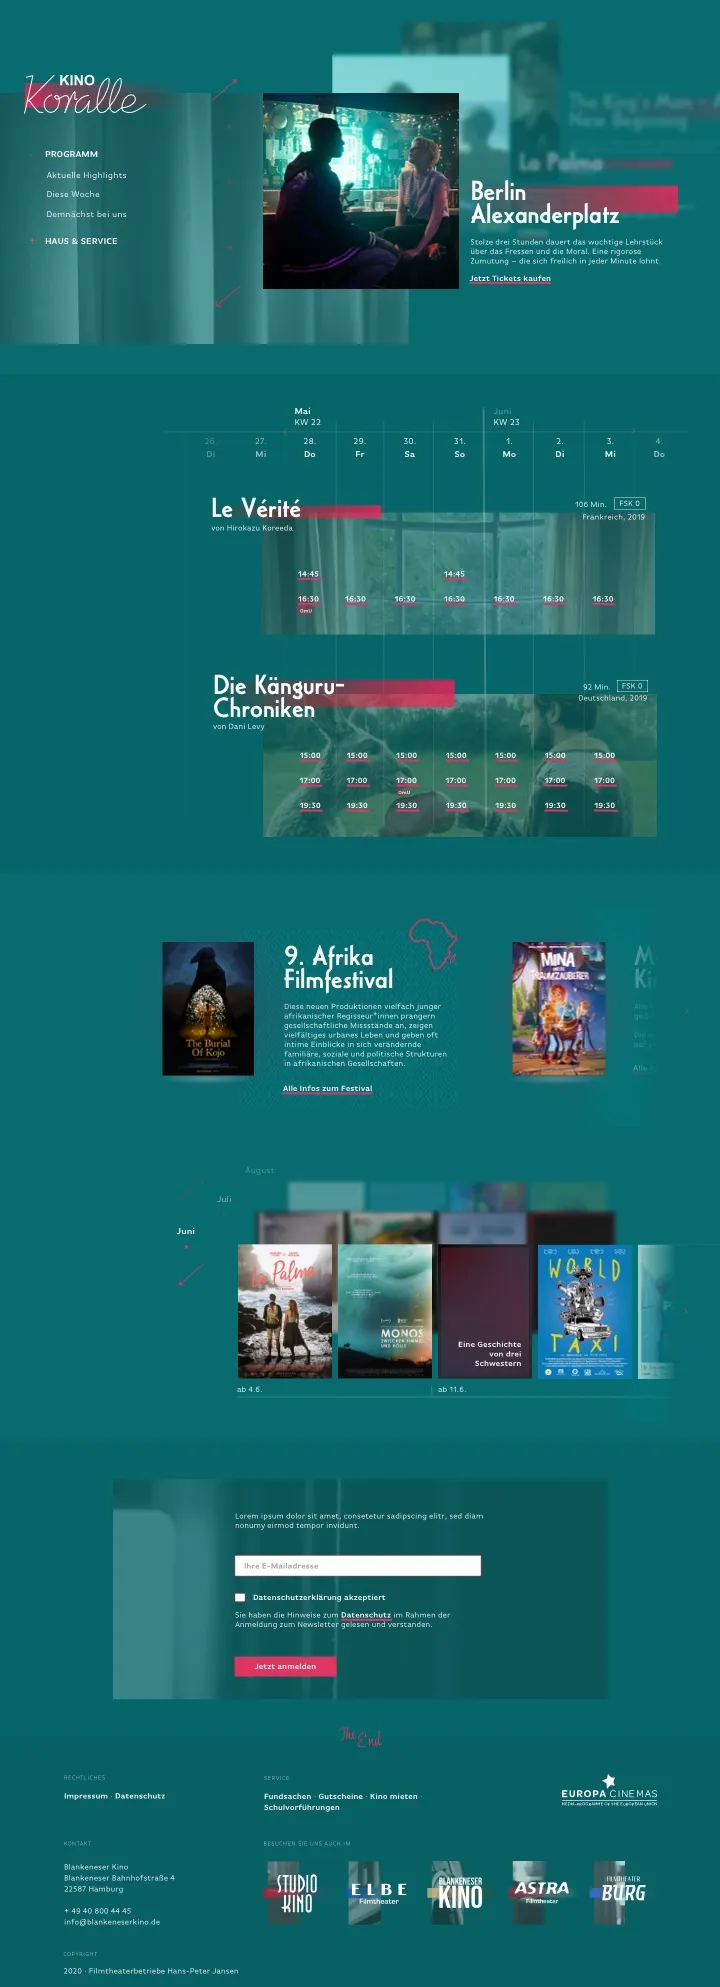 KINO
Koralle
PROGRAMM
Aktuelle Highlights
Diese Woche
Demnächst bei uns
HAUS & SERVICE
The King's Man -
New Beginning
La Palma
Berlin
Alexanderplatz
Stolze drei Stunden dauert das wuchtige Lehrstück
über das Fressen und die Moral. Eine rigorose
Zumutung – die sich freilich in jeder Minute lohnt.
Jetzt Tickets kaufen
Mai
KW 22
Juni
KW 23
26. 27. 28. 29. 30. 31. 1. 2. 3. 4.
Di Mi Do Fr Sa So Mo Di Mi Do
Le Vérité
von Hirokazu Koreeda
106 Min. FSK 0
Frankreich, 2019
14:45 14:45
16:30 16:30 16:30 16:30 16:30 16:30 16:30
OmU
Die Känguru-
Chroniken
von Dani Levy
92 Min. FSK 0
Deutschland, 2019
15:00 15:00 15:00 15:00 15:00 15:00 15:00
17:00 17:00 17:00 17:00 17:00 17:00 17:00
OmU
19:30 19:30 19:30 19:30 19:30 19:30 19:30
The Burial
Of Kojo
9. Afrika
Filmfestival
Diese neuen Produktionen vielfach junger
afrikanischer Regisseur*innen prangern
gesellschaftliche Missstände an, zeigen
vielfältiges urbanes Leben und geben oft
intime Einblicke in sich verändernde
familiäre, soziale und politische Strukturen
in afrikanischen Gesellschaften.
Alle Infos zum Festival
MINA
TRAUMZAUBERER
August
Juli
Juni
La Palma
MONOS
ZWISCHEN HIMMEL
UND HÖLLE
Eine Geschichte
von drei
Schwestern
WORLD
TAXI
ab 4.6.
ab 11.6.
Lorem ipsum dolor sit amet, consetetur sadipscing elitr, sed diam
nonumy eirmod tempor invidunt.
Ihre E-Mailadresse
Datenschutzerklärung akzeptiert
Sie haben die Hinweise zum Datenschutz im Rahmen der
Anmeldung zum Newsletter gelesen und verstanden.
Jetzt anmelden
The End
RECHTLICHES
Impressum · Datenschutz
SERVICE
Fundsachen · Gutscheine · Kino mieten ·
Schulvorführungen
EUROPA CINEMAS
MEDIA-PROGRAMME OF THE EUROPEAN UNION
KONTAKT
Blankeneser Kino
Blankeneser Bahnhofstraße 4
22587 Hamburg
+ 49 40 800 44 45
info@blankeneserkino.de
BESUCHEN SIE UNS AUCH IM
STUDIO
KINO
ELBE
Filmtheater
BLANKENESER
KINO
ASTRA
Filmtheater
FILMTHEATER
BURG
COPYRIGHT
2020 · Filmtheaterbetriebe Hans-Peter Jansen